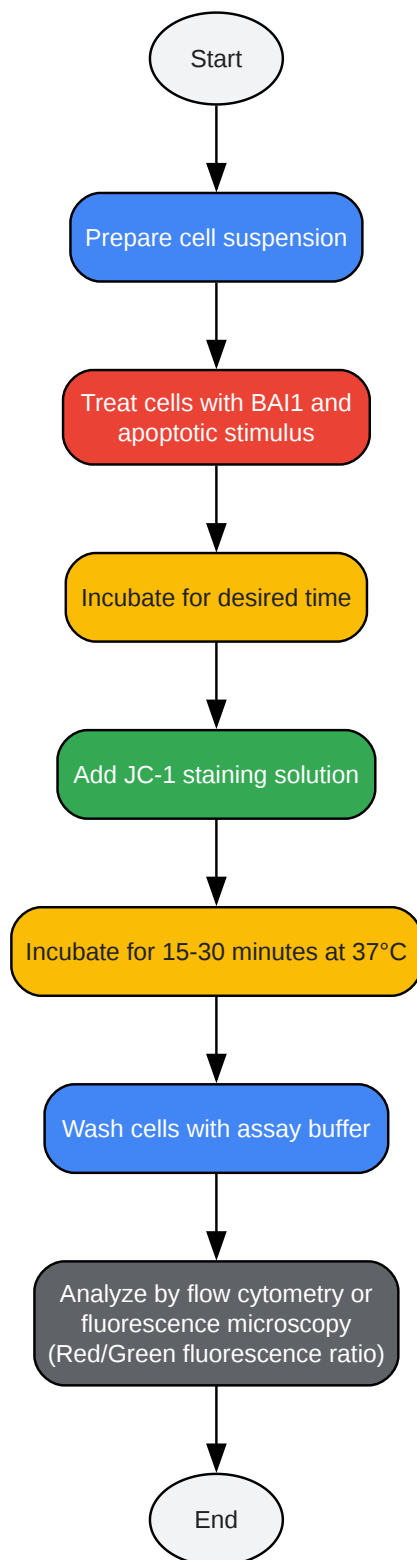 Start
Prepare cell suspension
Treat cells with BAI1 and
apoptotic stimulus
Incubate for desired time
Add JC-1 staining solution
Incubate for 15-30 minutes at 37°C
Wash cells with assay buffer
Analyze by flow cytometry or
fluorescence microscopy
(Red/Green fluorescence ratio)
End